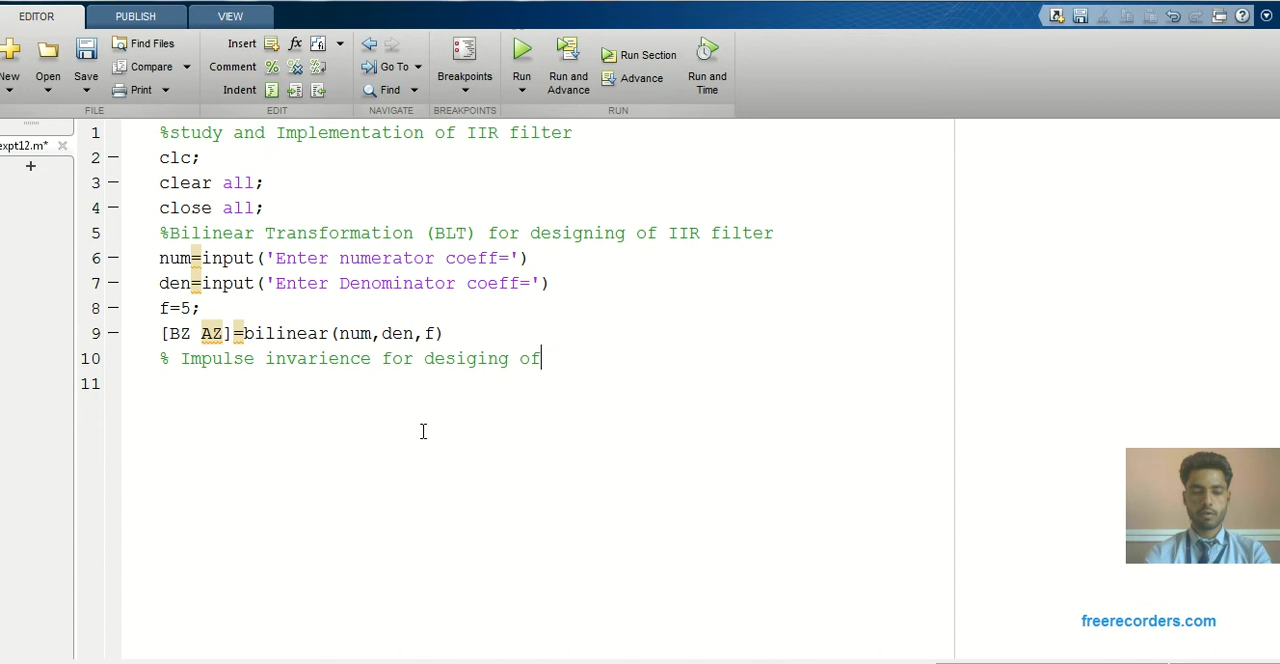 EDITOR PUBLISH VIEW
New Open Save Find Files Compare Print
FILE
Insert fx
Comment
Indent
EDIT
Go To
Find
NAVIGATE
Breakpoints
BREAKPOINTS
Run Run and Advance Run Section Advance Run and Time
RUN
expt12.m*
1 %study and Implementation of IIR filter
2 clc;
3 clear all;
4 close all;
5 %Bilinear Transformation (BLT) for designing of IIR filter
6 num=input('Enter numerator coeff=')
7 den=input('Enter Denominator coeff=')
8 f=5;
9 [BZ AZ]=bilinear(num,den,f)
10 % Impulse invarience for desiging of
11
freerecorders.com